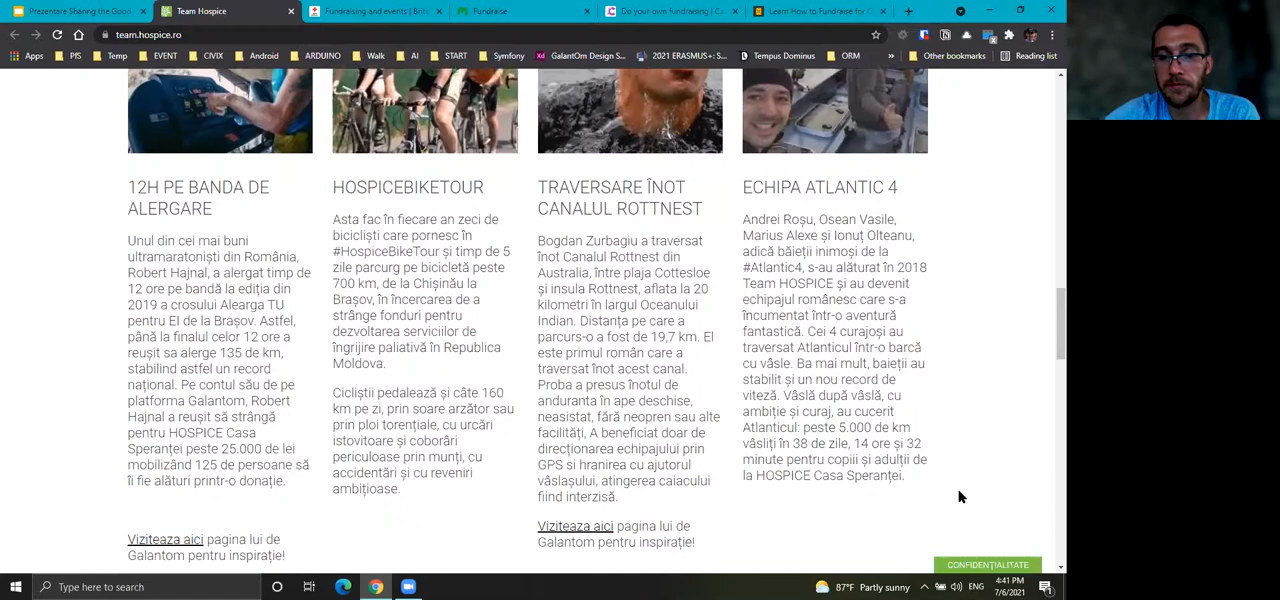 Prezentare Sharing the Good
Team Hospice
Fundraising and events | Brit
Fundraise
Do your own fundraising | Ca
Learn How to Fundraise for C
team.hospice.ro
Apps
PIS
Temp
EVENT
CIVIX
Android
ARDUINO
Walk
AI
START
Symfony
GalantOm Design S...
2021 ERASMUS+: S...
Tempus Dominus
ORM
»
Other bookmarks
Reading list
12H PE BANDA DE
ALERGARE
Unul din cei mai buni
ultramaratoniști din România,
Robert Hajnal, a alergat timp de
12 ore pe bandă la ediția din
2019 a crosului Alearga TU
pentru EI de la Brașov. Astfel,
până la finalul celor 12 ore a
reușit sa alerge 135 de km,
stabilind astfel un record
național. Pe contul său de pe
platforma Galantom, Robert
Hajnal a reușit să strângă
pentru HOSPICE Casa
Speranței peste 25.000 de lei
mobilizând 125 de persoane să
îi fie alături printr-o donație.
Viziteaza aici pagina lui de
Galantom pentru inspirație!
HOSPICEBIKETOUR
Asta fac în fiecare an zeci de
bicicliști care pornesc în
#HospiceBikeTour și timp de 5
zile parcurg pe bicicletă peste
700 km, de la Chișinău la
Brașov, în încercarea de a
strânge fonduri pentru
dezvoltarea serviciilor de
îngrijire paliativă în Republica
Moldova.
Cicliștii pedalează și câte 160
km pe zi, prin soare arzător sau
prin ploi torențiale, cu urcări
istovitoare și coborâri
periculoase prin munți, cu
accidentări și cu reveniri
ambițioase.
TRAVERSARE ÎNOT
CANALUL ROTTNEST
Bogdan Zurbagiu a traversat
înot Canalul Rottnest din
Australia, între plaja Cottesloe
și insula Rottnest, aflata la 20
kilometri în largul Oceanului
Indian. Distanța pe care a
parcurs-o a fost de 19,7 km. El
este primul român care a
traversat înot acest canal.
Proba a presus înotul de
anduranta în ape deschise,
neasistat, fără neopren sau alte
facilități, A beneficiat doar de
direcționarea echipajului prin
GPS si hranirea cu ajutorul
vâslașului, atingerea caiacului
fiind interzisă.
Viziteaza aici pagina lui de
Galantom pentru inspirație!
ECHIPA ATLANTIC 4
Andrei Roșu, Osean Vasile,
Marius Alexe și Ionuț Olteanu,
adică băieții inimoși de la
#Atlantic4, s-au alăturat în 2018
Team HOSPICE și au devenit
echipajul românesc care s-a
încumentat într-o aventură
fantastică. Cei 4 curajoși au
traversat Atlanticul într-o barcă
cu vâsle. Ba mai mult, baieții au
stabilit și un nou record de
viteză. Vâslă după vâslă, cu
ambiție și curaj, au cucerit
Atlanticul: peste 5.000 de km
vâsliți în 38 de zile, 14 ore și 32
minute pentru copiii și adulții de
la HOSPICE Casa Speranței.
CONFIDENȚIALITATE
Type here to search
87°F Partly sunny
ENG
4:41 PM
7/6/2021